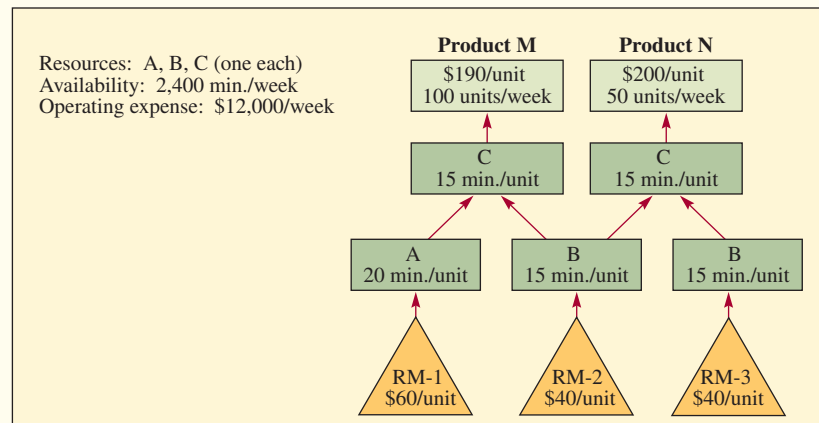 Resources: A, B, C (one each)
Availability: 2,400 min./week
Operating expense: $12,000/week
Product M
Product N
$190/unit
100 units/week
$200/unit
50 units/week
C
15 min./unit
C
15 min./unit
A
20 min./unit
B
15 min./unit
B
15 min./unit
RM-1
$60/unit
RM-2
$40/unit
RM-3
$40/unit